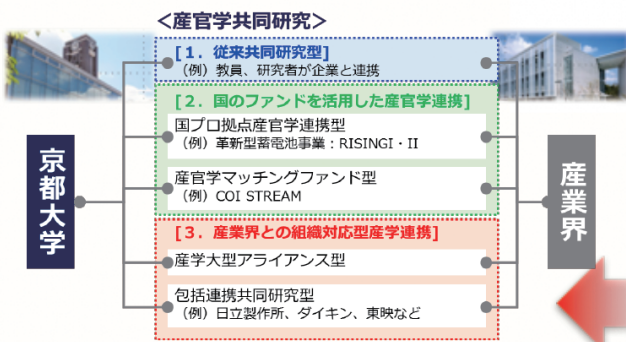 <産官学共同研究>
[1．従来共同研究型]
（例）教員、研究者が企業と連携
[2．国のファンドを活用した産官学連携]
国プロ拠点産官学連携型
（例）革新型蓄電池事業：RISINGI・II
産官学マッチングファンド型
（例）COI STREAM
[3．産業界との組織対応型産学連携]
産学大型アライアンス型
包括連携共同研究型
（例）日立製作所、ダイキン、東映など
京都大学
産業界